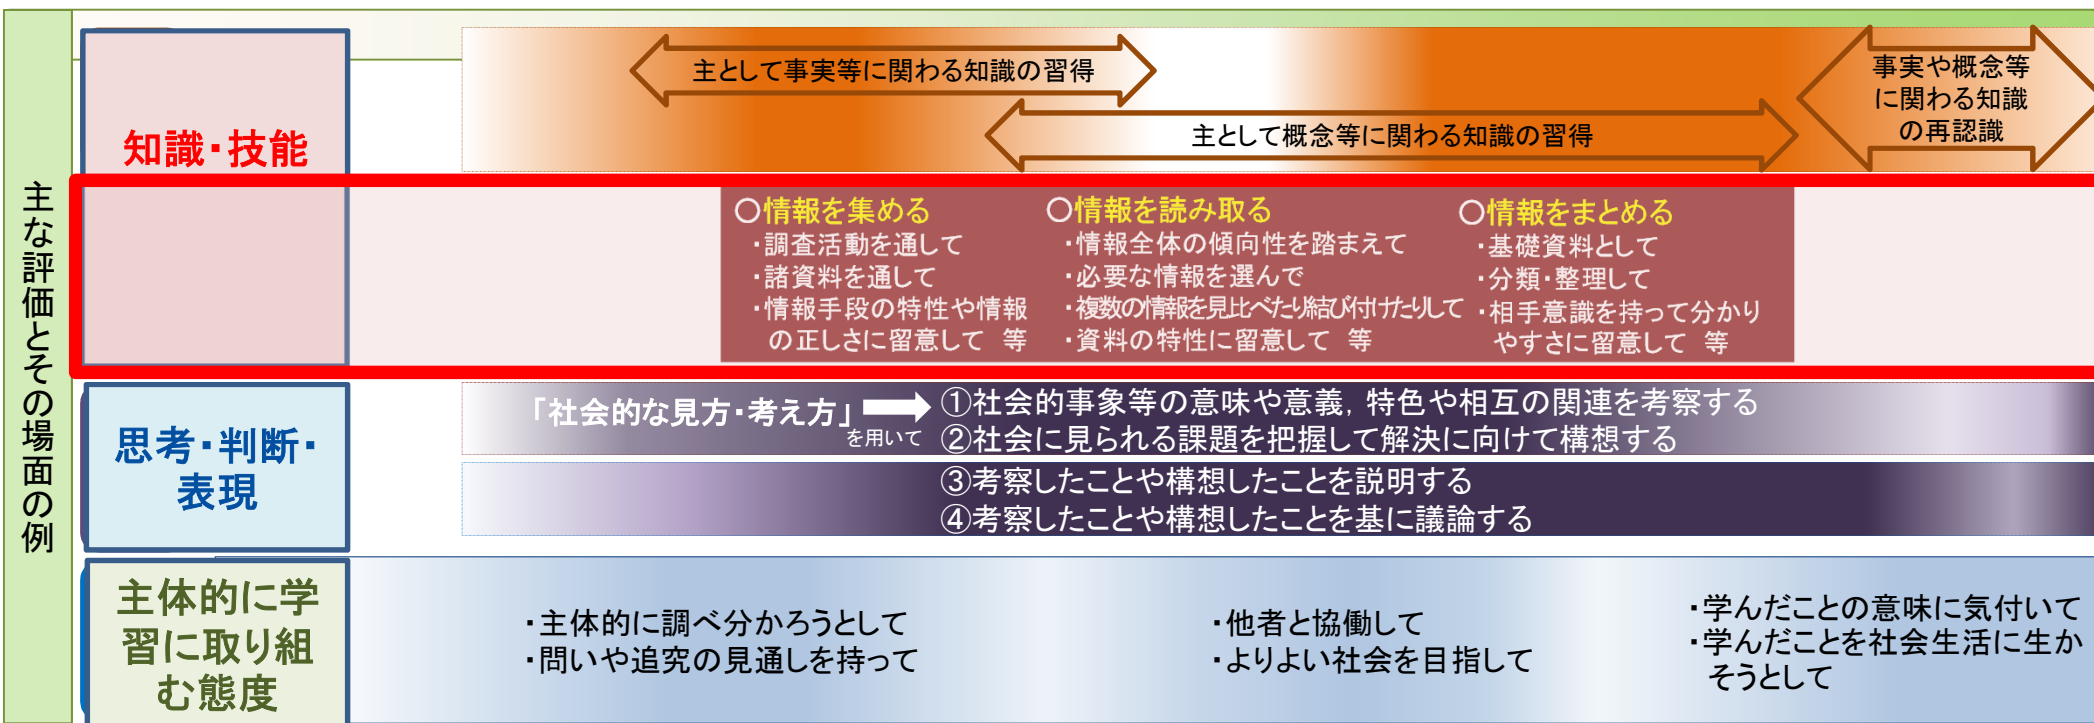 主な評価とその場面の例
知識・技能
主として事実等に関わる知識の習得
主として概念等に関わる知識の習得
事実や概念等
に関わる知識
の再認識
○情報を集める
・調査活動を通して
・諸資料を通して
・情報手段の特性や情報
の正しさに留意して 等
○情報を読み取る
・情報全体の傾向性を踏まえて
・必要な情報を選んで
・複数の情報を見比べたり結び付けたりして
・資料の特性に留意して 等
○情報をまとめる
・基礎資料として
・分類・整理して
・相手意識を持って分かり
やすさに留意して 等
思考・判断・
表現
「社会的な見方・考え方」
を用いて
①社会的事象等の意味や意義，特色や相互の関連を考察する
②社会に見られる課題を把握して解決に向けて構想する
③考察したことや構想したことを説明する
④考察したことや構想したことを基に議論する
主体的に学
習に取り組
む態度
・主体的に調べ分かろうとして
・問いや追究の見通しを持って
・他者と協働して
・よりよい社会を目指して
・学んだことの意味に気付いて
・学んだことを社会生活に生か
そうとして